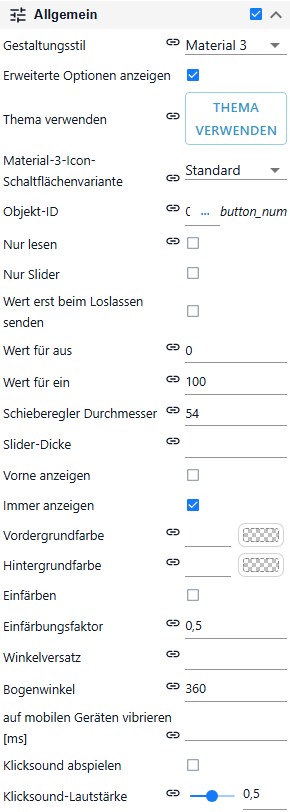 Allgemein
Gestaltungsstil Material 3
Erweiterte Optionen anzeigen
Thema verwenden THEMA
VERWENDEN
Material-3-Icon-
Schaltflächenvariante Standard
Objekt-ID ... button_num
Nur lesen
Nur Slider
Wert erst beim Loslassen
senden
Wert für aus 0
Wert für ein 100
Schieberegler Durchmesser 54
Slider-Dicke
Vorne anzeigen
Immer anzeigen
Vordergrundfarbe
Hintergrundfarbe
Einfärben
Einfärbungsfaktor 0,5
Winkelversatz
Bogenwinkel 360
auf mobilen Geräten vibrieren
[ms]
Klicksound abspielen
Klicksound-Lautstärke 0,5